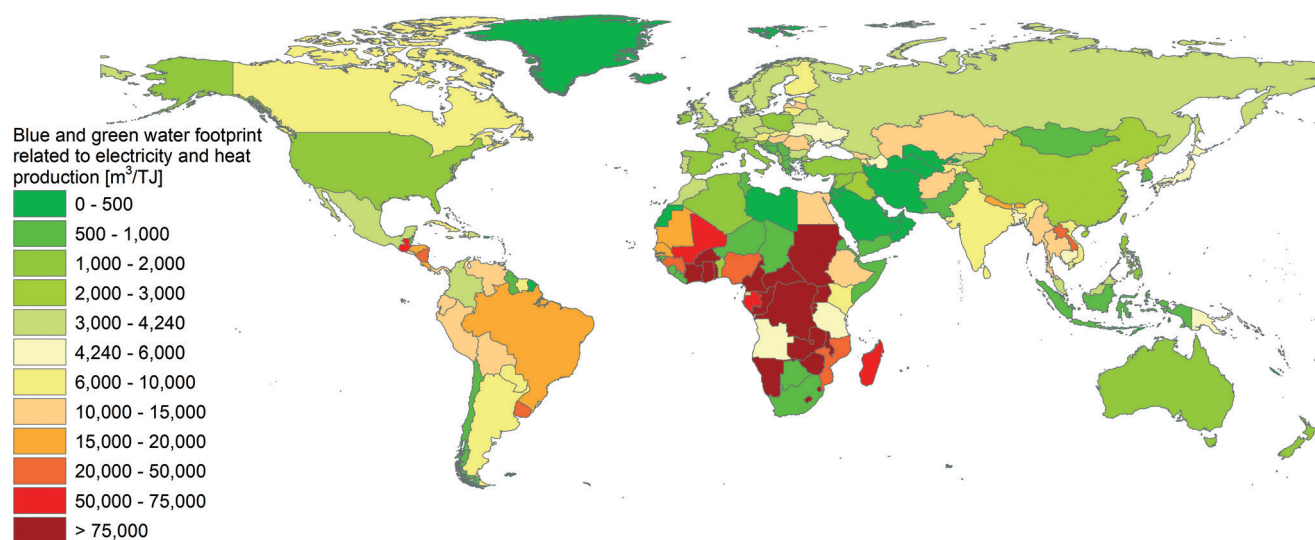 Blue and green water footprint
related to electricity and heat
production [m³/TJ]
0 - 500
500 - 1,000
1,000 - 2,000
2,000 - 3,000
3,000 - 4,240
4,240 - 6,000
6,000 - 10,000
10,000 - 15,000
15,000 - 20,000
20,000 - 50,000
50,000 - 75,000
> 75,000